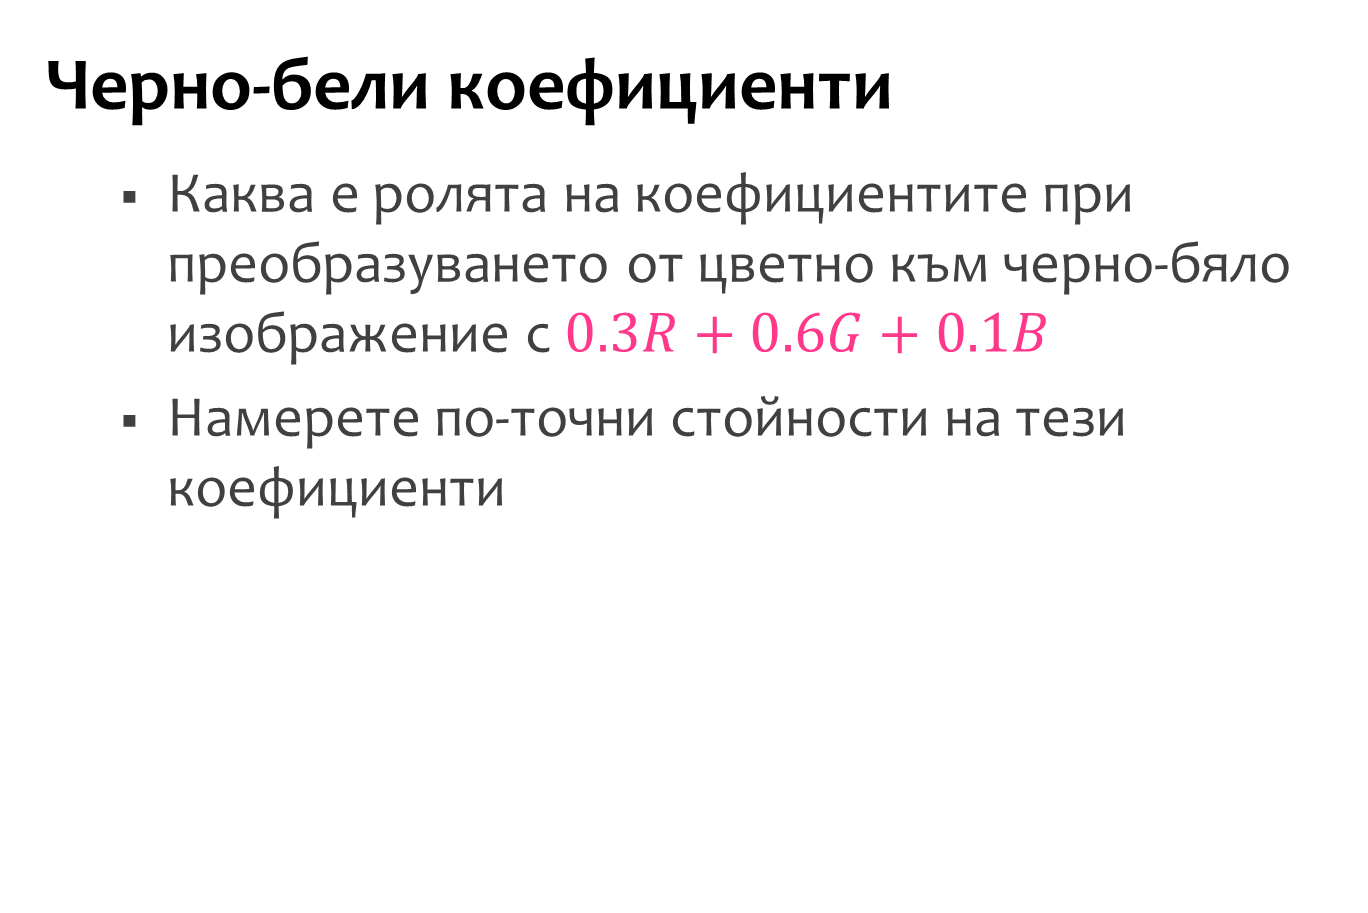 Черно-бели коефициенти
▪ Каква е ролята на коефициентите при
преобразуването от цветно към черно-бяло
изображение с 0.3R + 0.6G + 0.1B
▪ Намерете по-точни стойности на тези
коефициенти